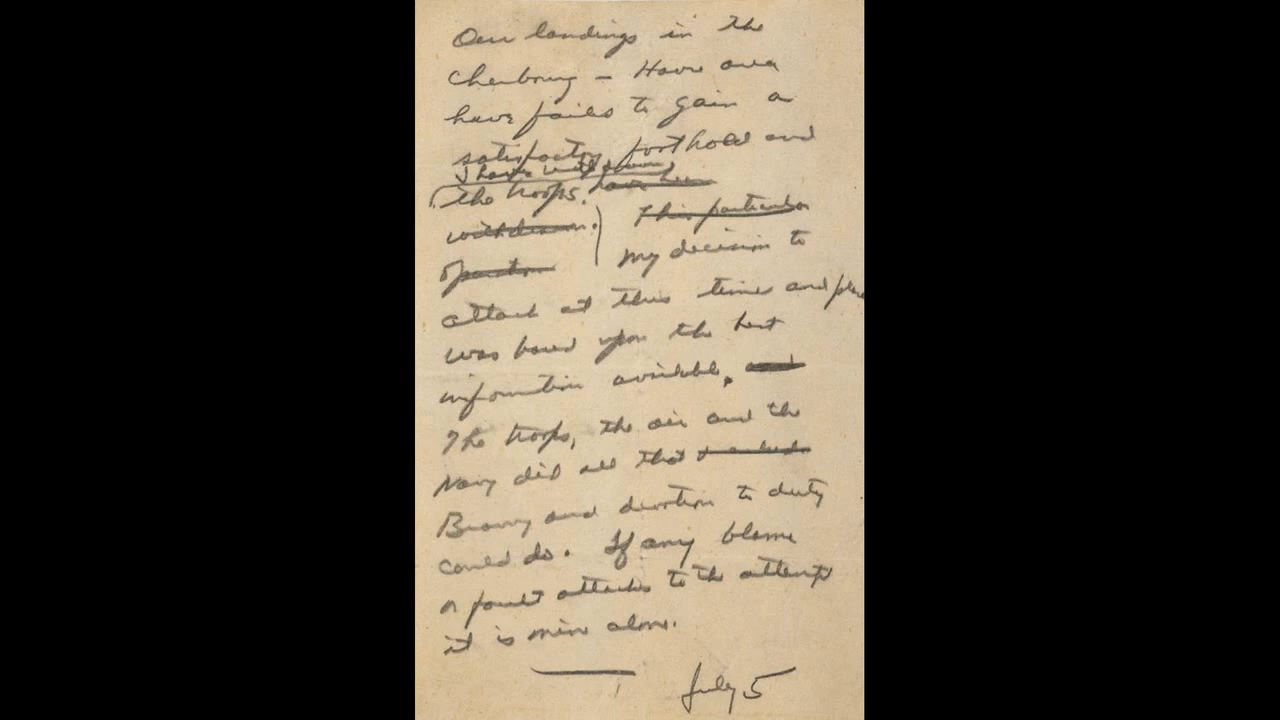 Our landings in the
Cherbourg - Havre area
have failed to gain a
satisfactory foothold and
I have withdrawn
the troops. have been
withdrawn. This particular
operation My decision to
attack at this time and place
was based upon the best
information available, and
The troops, the air and the
Navy did all that
Bravery and devotion to duty
could do. If any blame
or fault attaches to the attempt
it is mine alone.
July 5